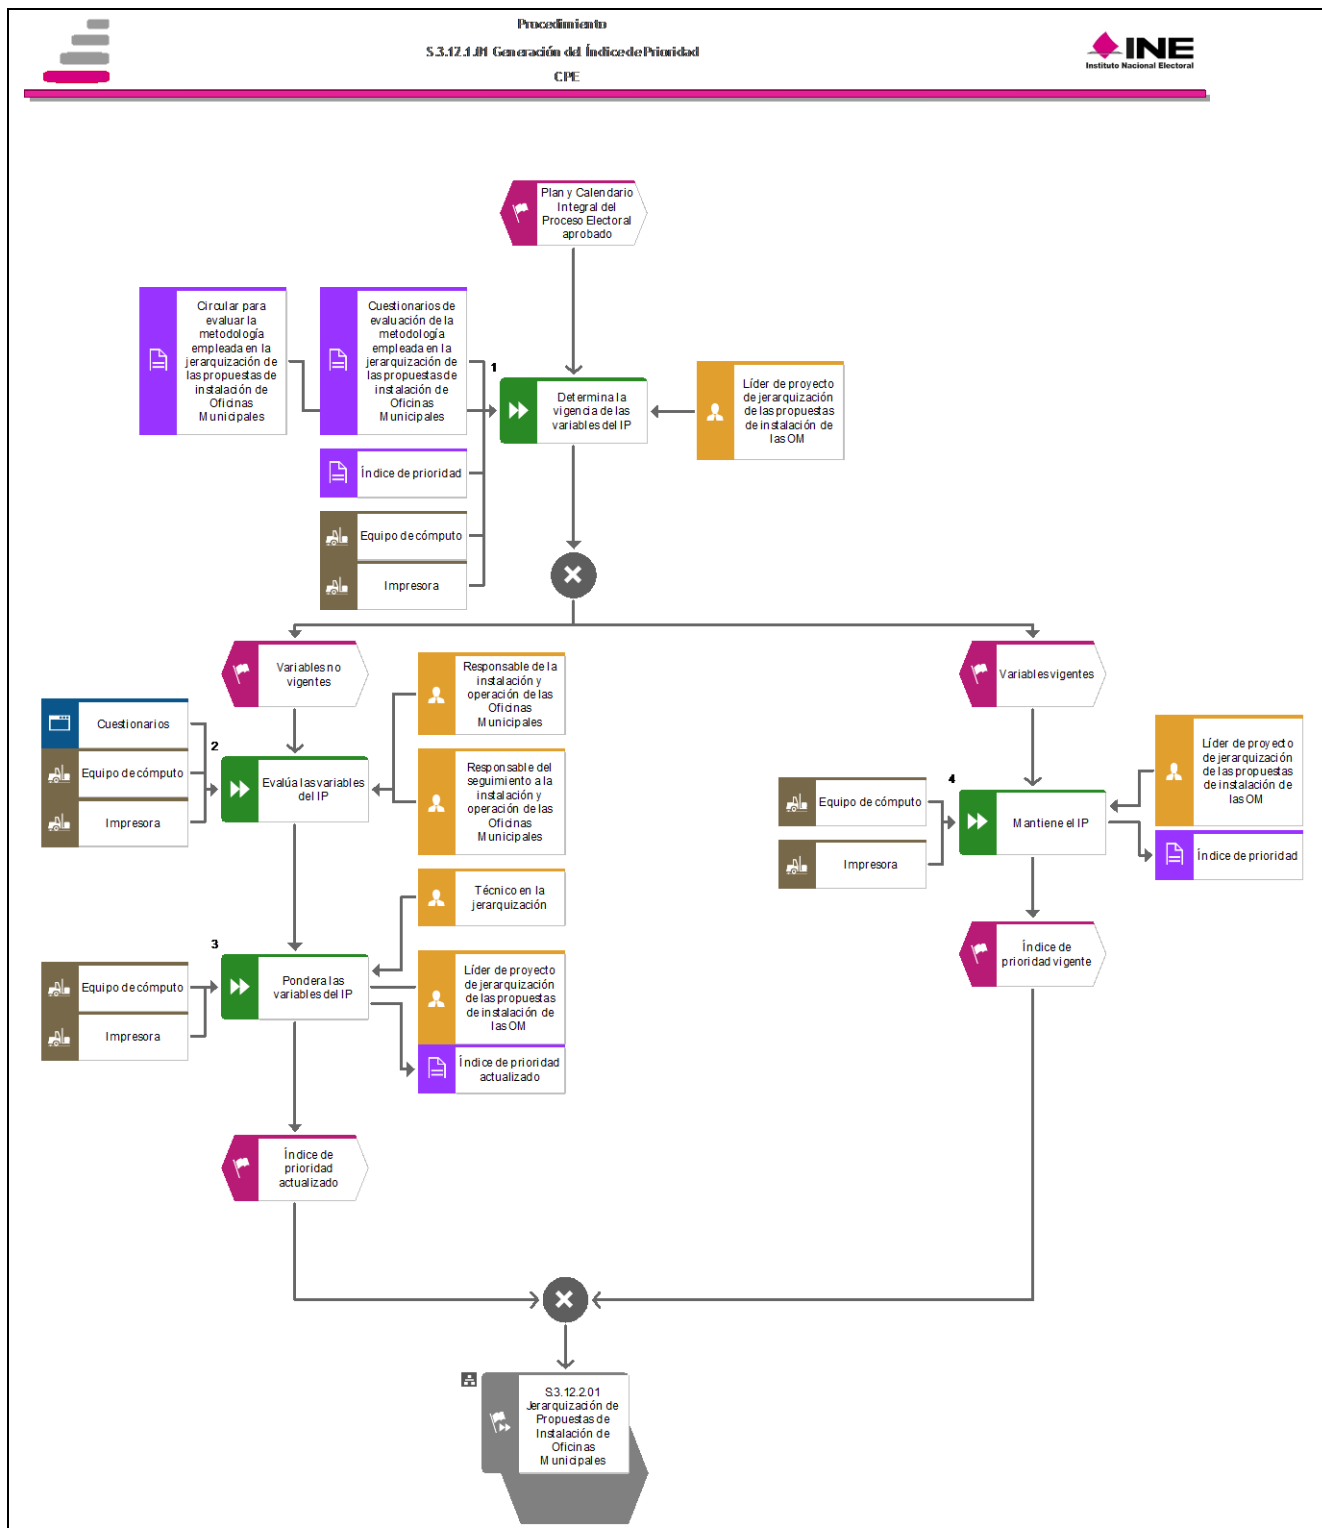 Procedimiento
S.3.12.1.01 Generación del Índice de Prioridad
CPE
INE
Instituto Nacional Electoral
Plan y Calendario
Integral del
Proceso Electoral
aprobado
Circular para
evaluar la
metodología
empleada en la
jerarquización de
las propuestas de
instalación de
Oficinas
Municipales
Cuestionarios de
evaluación de la
metodología
empleada en la
jerarquización de
las propuestas de
instalación de
Oficinas
Municipales
1
Determina la
vigencia de las
variables del IP
Líder de proyecto
de jerarquización
de las propuestas
de instalación de
las OM
Índice de prioridad
Equipo de cómputo
Impresora
Variables no
vigentes
Responsable de la
instalación y
operación de las
Oficinas
Municipales
Variables vigentes
Cuestionarios
Equipo de cómputo
Impresora
2
Evalúa las variables
del IP
Responsable del
seguimiento a la
instalación y
operación de las
Oficinas
Municipales
Equipo de cómputo
Impresora
4
Mantiene el IP
Líder de proyecto
de jerarquización
de las propuestas
de instalación de
las OM
Índice de prioridad
Técnico en la
jerarquización
3
Equipo de cómputo
Impresora
Pondera las
variables del IP
Líder de proyecto
de jerarquización
de las propuestas
de instalación de
las OM
Índice de prioridad
actualizado
Índice de
prioridad vigente
Índice de
prioridad
actualizado
S.3.12.2.01
Jerarquización de
Propuestas de
Instalación de
Oficinas
Municipales